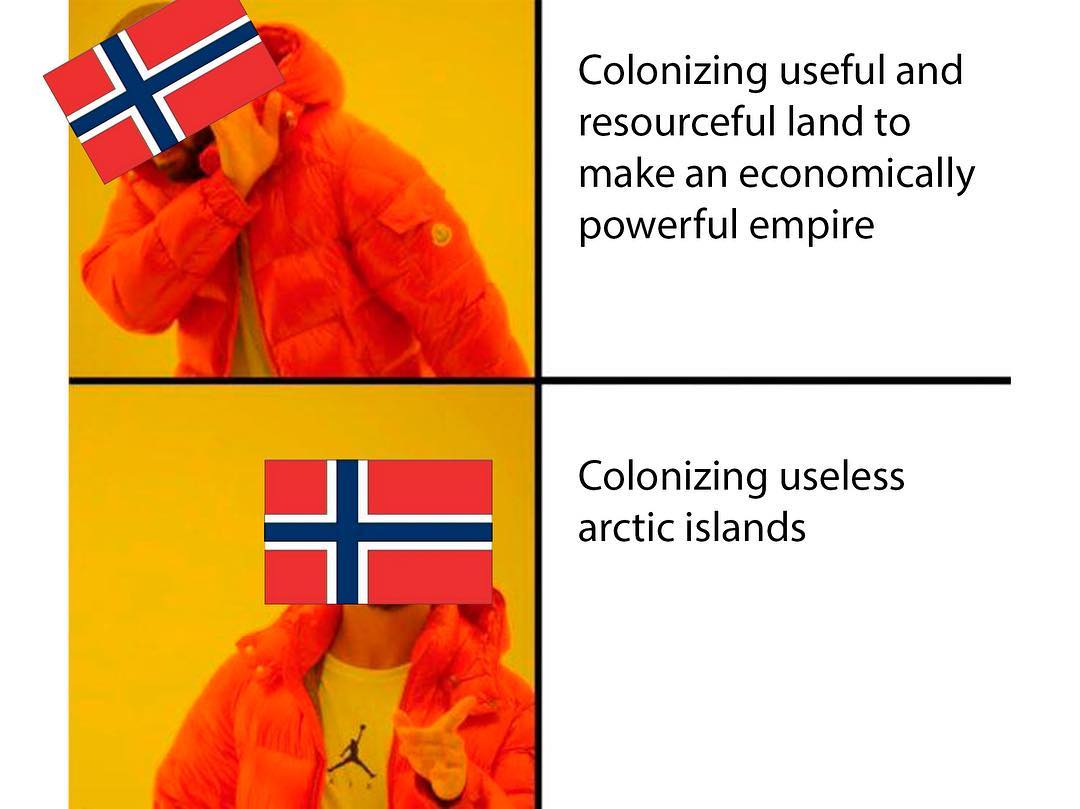 Colonizing useful and
resourceful land to
make an economically
powerful empire
Colonizing useless
arctic islands